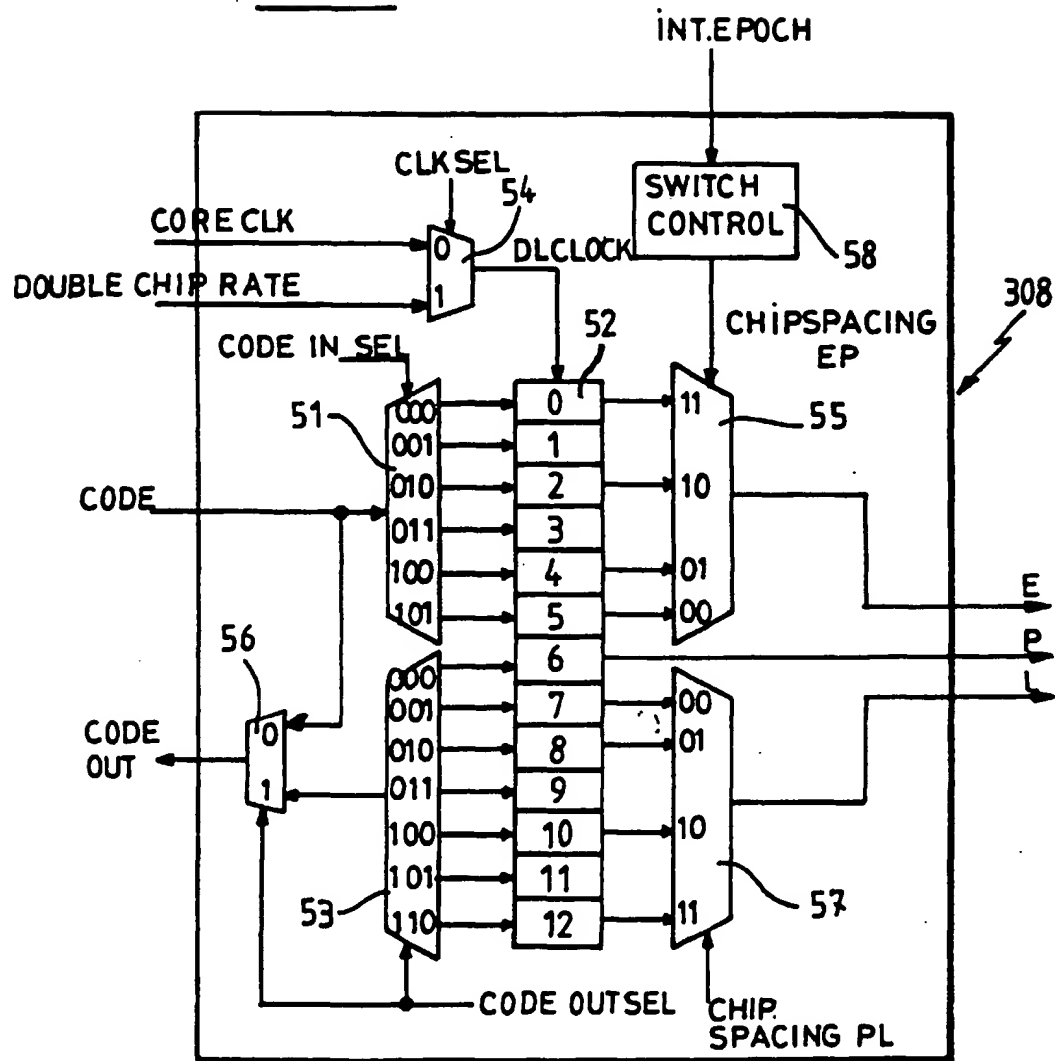 INT.EPOCH
CLK SEL
54
SWITCH
CONTROL
58
CORE CLK
0
DLCLOCK
DOUBLE CHIP RATE
1
308
CHIPSPACING
EP
CODE IN SEL
52
51
000
001
010
011
100
101
0
1
2
3
4
5
6
7
8
9
10
11
12
11
10
01
00
55
CODE
E
P
L
56
0
1
CODE
OUT
000
001
010
011
100
101
110
53
00
01
10
11
57
CODE OUTSEL
CHIP.
SPACING PL